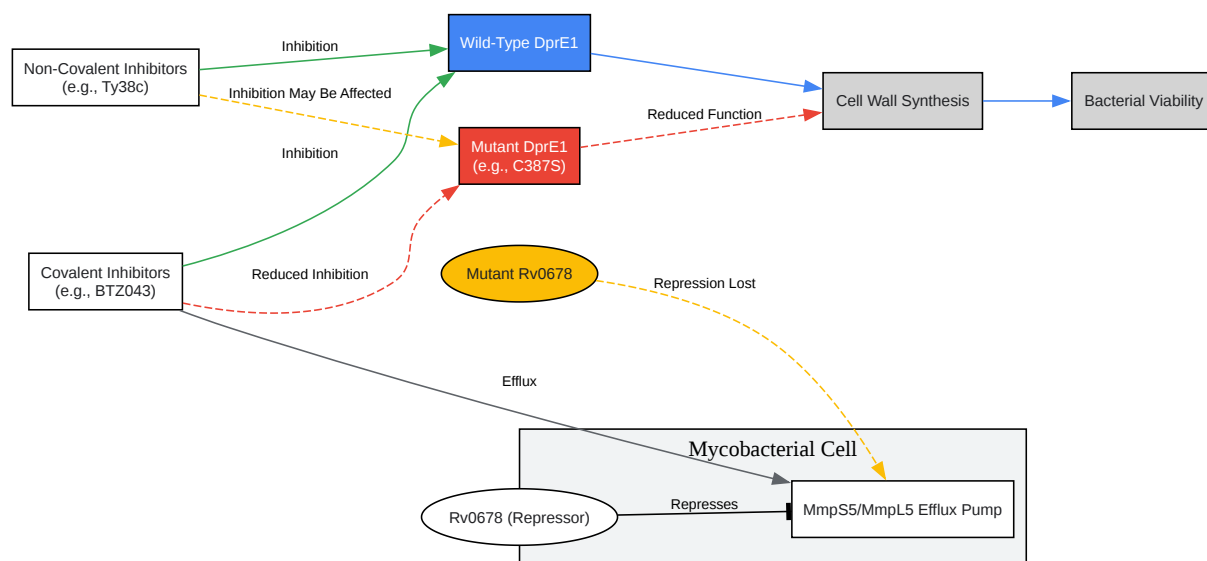 Wild-Type DprE1
Inhibition
Non-Covalent Inhibitors
(e.g., Ty38c)
Inhibition May Be Affected
Cell Wall Synthesis
Bacterial Viability
Reduced Function
Mutant DprE1
(e.g., C387S)
Inhibition
Covalent Inhibitors
(e.g., BTZ043)
Reduced Inhibition
Mutant Rv0678
Repression Lost
Efflux
Mycobacterial Cell
Represses
Rv0678 (Repressor)
MmpS5/MmpL5 Efflux Pump